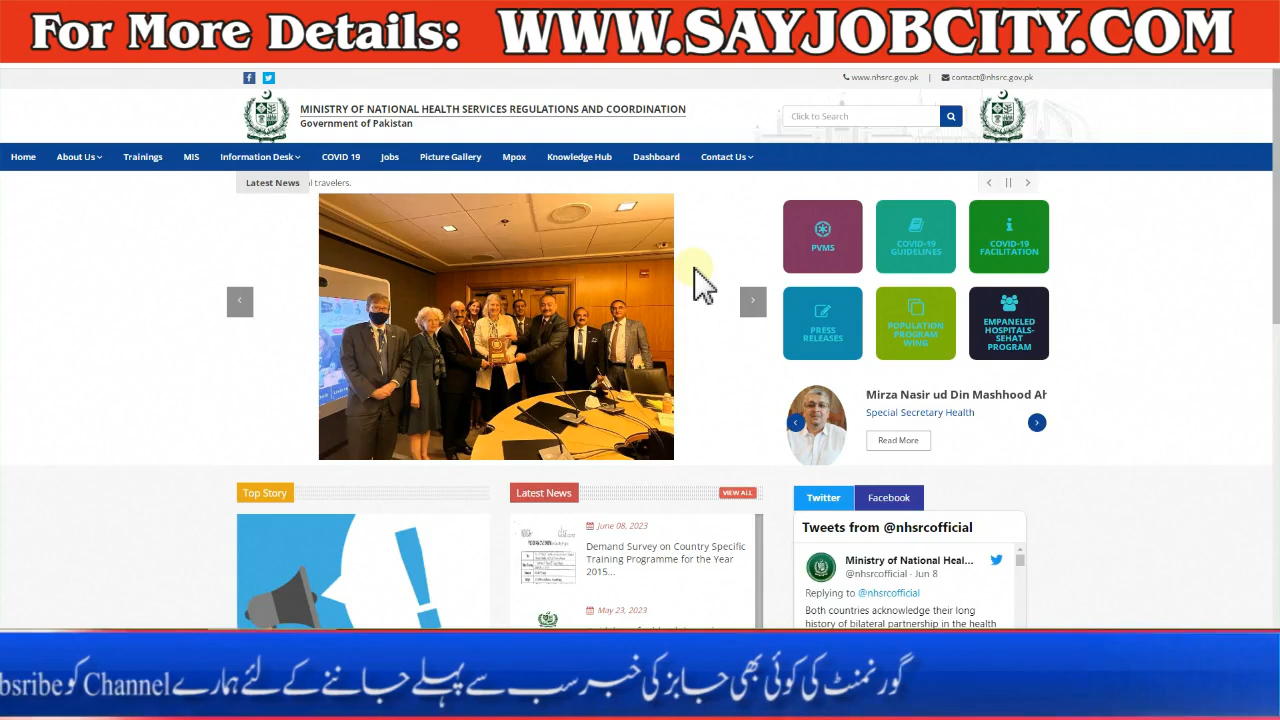 For More Details: WWW.SAYJOBCITY.COM
www.nhsrc.gov.pk | contact@nhsrc.gov.pk
MINISTRY OF NATIONAL HEALTH SERVICES REGULATIONS AND COORDINATION
Government of Pakistan
Click to Search
Home About Us Trainings MIS Information Desk COVID 19 Jobs Picture Gallery Mpox Knowledge Hub Dashboard Contact Us
Latest News
l travelers.
PVMS
COVID-19 GUIDELINES
COVID-19 FACILITATION
PRESS RELEASES
POPULATION PROGRAM WING
EMPANELED HOSPITALS- SEHAT PROGRAM
Mirza Nasir ud Din Mashhood Ah
Special Secretary Health
Read More
Top Story
Latest News
VIEW ALL
June 08, 2023
Demand Survey on Country Specific
Training Programme for the Year
2015...
May 23, 2023
Twitter Facebook
Tweets from @nhsrcofficial
Ministry of National Heal...
@nhsrcofficial · Jun 8
Replying to @nhsrcofficial
Both countries acknowledge their long
history of bilateral partnership in the health
گورنمنٹ کی کوئی بھی جابز کی خبر سب سے پہلے جاننے کے لئے ہمارے Channel کو bsribe